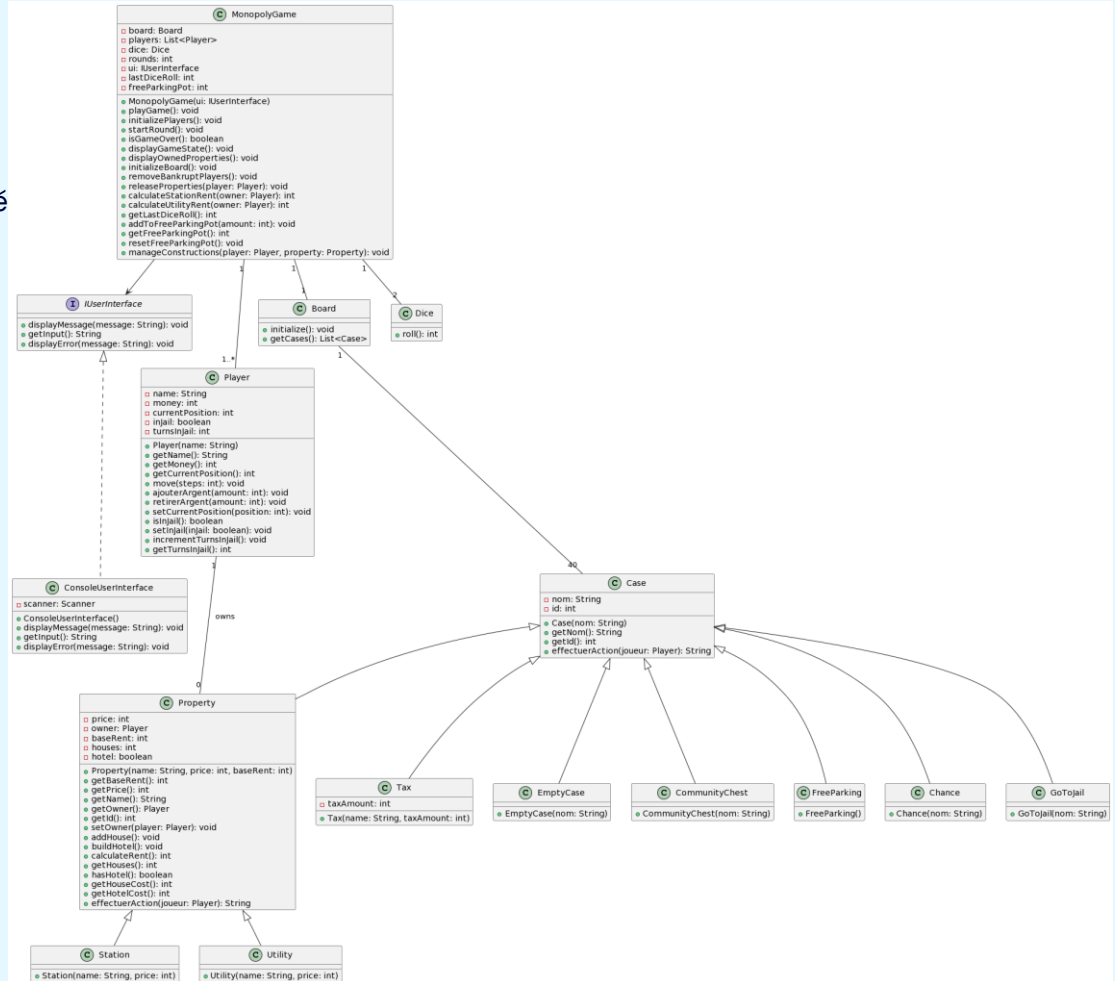 é
C MonopolyGame
board: Board
players: List<Player>
dice: Dice
rounds: int
ui: IUserInterface
lastDiceRoll: int
freeParkingPot: int
MonopolyGame(ui: IUserInterface)
playGame(): void
initializePlayers(): void
startRound(): void
isGameOver(): boolean
displayGameState(): void
displayOwnedProperties(): void
initializeBoard(): void
removeBankruptPlayers(): void
releaseProperties(player: Player): void
calculateStationRent(owner: Player): int
calculateUtilityRent(owner: Player): int
getLastDiceRoll(): int
addToFreeParkingPot(amount: int): void
getFreeParkingPot(): int
resetFreeParkingPot(): void
manageConstructions(player: Player, property: Property): void
1 1 1
1 2
1..*
I IUserInterface
displayMessage(message: String): void
getInput(): String
displayError(message: String): void
C Board
initialize(): void
getCases(): List<Case>
1
C Dice
roll(): int
C Player
name: String
money: int
currentPosition: int
inJail: boolean
turnsInJail: int
Player(name: String)
getName(): String
getMoney(): int
getCurrentPosition(): int
move(steps: int): void
ajouterArgent(amount: int): void
retirerArgent(amount: int): void
setCurrentPosition(position: int): void
isInJail(): boolean
setInJail(inJail: boolean): void
incrementTurnsInJail(): void
getTurnsInJail(): int
1
owns
0
40
C ConsoleUserInterface
scanner: Scanner
ConsoleUserInterface()
displayMessage(message: String): void
getInput(): String
displayError(message: String): void
C Case
nom: String
id: int
Case(nom: String)
getNom(): String
getId(): int
effectuerAction(joueur: Player): String
C Property
price: int
owner: Player
baseRent: int
houses: int
hotel: boolean
Property(name: String, price: int, baseRent: int)
getBaseRent(): int
getPrice(): int
getName(): String
getOwner(): Player
getId(): int
setOwner(player: Player): void
addHouse(): void
buildHotel(): void
calculateRent(): int
getHouses(): int
hasHotel(): boolean
getHouseCost(): int
getHotelCost(): int
effectuerAction(joueur: Player): String
C Tax
taxAmount: int
Tax(name: String, taxAmount: int)
C EmptyCase
EmptyCase(nom: String)
C CommunityChest
CommunityChest(nom: String)
C FreeParking
FreeParking()
C Chance
Chance(nom: String)
C GoToJail
GoToJail(nom: String)
C Station
Station(name: String, price: int)
C Utility
Utility(name: String, price: int)